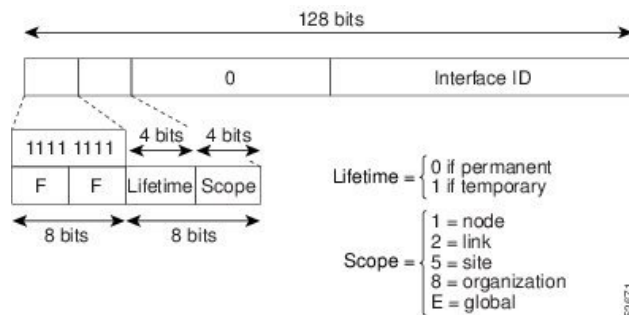 128 bits
0 Interface ID
1111 1111 4 bits 4 bits
F F Lifetime Scope
8 bits 8 bits
Lifetime = { 0 if permanent
1 if temporary
Scope = { 1 = node
2 = link
5 = site
8 = organization
E = global